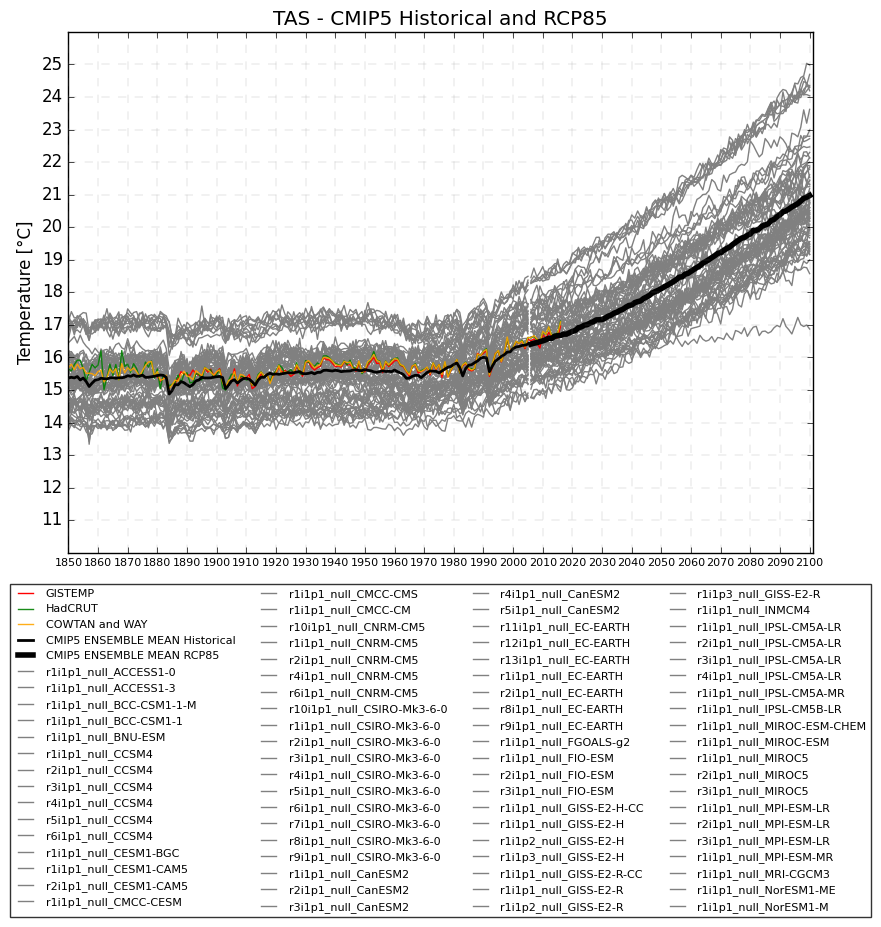 TAS - CMIP5 Historical and RCP85
Temperature [°C]
25
24
23
22
21
20
19
18
17
16
15
14
13
12
11
1850 1860 1870 1880 1890 1900 1910 1920 1930 1940 1950 1960 1970 1980 1990 2000 2010 2020 2030 2040 2050 2060 2070 2080 2090 2100
GISTEMP
HadCRUT
COWTAN and WAY
CMIP5 ENSEMBLE MEAN Historical
CMIP5 ENSEMBLE MEAN RCP85
r1i1p1_null_ACCESS1-0
r1i1p1_null_ACCESS1-3
r1i1p1_null_BCC-CSM1-1-M
r1i1p1_null_BCC-CSM1-1
r1i1p1_null_BNU-ESM
r1i1p1_null_CCSM4
r2i1p1_null_CCSM4
r3i1p1_null_CCSM4
r4i1p1_null_CCSM4
r5i1p1_null_CCSM4
r6i1p1_null_CCSM4
r1i1p1_null_CESM1-BGC
r1i1p1_null_CESM1-CAM5
r2i1p1_null_CESM1-CAM5
r1i1p1_null_CMCC-CESM
r1i1p1_null_CMCC-CMS
r1i1p1_null_CMCC-CM
r10i1p1_null_CNRM-CM5
r1i1p1_null_CNRM-CM5
r2i1p1_null_CNRM-CM5
r4i1p1_null_CNRM-CM5
r6i1p1_null_CNRM-CM5
r10i1p1_null_CSIRO-Mk3-6-0
r1i1p1_null_CSIRO-Mk3-6-0
r2i1p1_null_CSIRO-Mk3-6-0
r3i1p1_null_CSIRO-Mk3-6-0
r4i1p1_null_CSIRO-Mk3-6-0
r5i1p1_null_CSIRO-Mk3-6-0
r6i1p1_null_CSIRO-Mk3-6-0
r7i1p1_null_CSIRO-Mk3-6-0
r8i1p1_null_CSIRO-Mk3-6-0
r9i1p1_null_CSIRO-Mk3-6-0
r1i1p1_null_CanESM2
r2i1p1_null_CanESM2
r3i1p1_null_CanESM2
r4i1p1_null_CanESM2
r5i1p1_null_CanESM2
r11i1p1_null_EC-EARTH
r12i1p1_null_EC-EARTH
r13i1p1_null_EC-EARTH
r1i1p1_null_EC-EARTH
r2i1p1_null_EC-EARTH
r8i1p1_null_EC-EARTH
r9i1p1_null_EC-EARTH
r1i1p1_null_FGOALS-g2
r1i1p1_null_FIO-ESM
r2i1p1_null_FIO-ESM
r3i1p1_null_FIO-ESM
r1i1p1_null_GISS-E2-H-CC
r1i1p1_null_GISS-E2-H
r1i1p2_null_GISS-E2-H
r1i1p3_null_GISS-E2-H
r1i1p1_null_GISS-E2-R-CC
r1i1p1_null_GISS-E2-R
r1i1p2_null_GISS-E2-R
r1i1p3_null_GISS-E2-R
r1i1p1_null_INMCM4
r1i1p1_null_IPSL-CM5A-LR
r2i1p1_null_IPSL-CM5A-LR
r3i1p1_null_IPSL-CM5A-LR
r4i1p1_null_IPSL-CM5A-LR
r1i1p1_null_IPSL-CM5A-MR
r1i1p1_null_IPSL-CM5B-LR
r1i1p1_null_MIROC-ESM-CHEM
r1i1p1_null_MIROC-ESM
r1i1p1_null_MIROC5
r2i1p1_null_MIROC5
r3i1p1_null_MIROC5
r1i1p1_null_MPI-ESM-LR
r2i1p1_null_MPI-ESM-LR
r3i1p1_null_MPI-ESM-LR
r1i1p1_null_MPI-ESM-MR
r1i1p1_null_MRI-CGCM3
r1i1p1_null_NorESM1-ME
r1i1p1_null_NorESM1-M